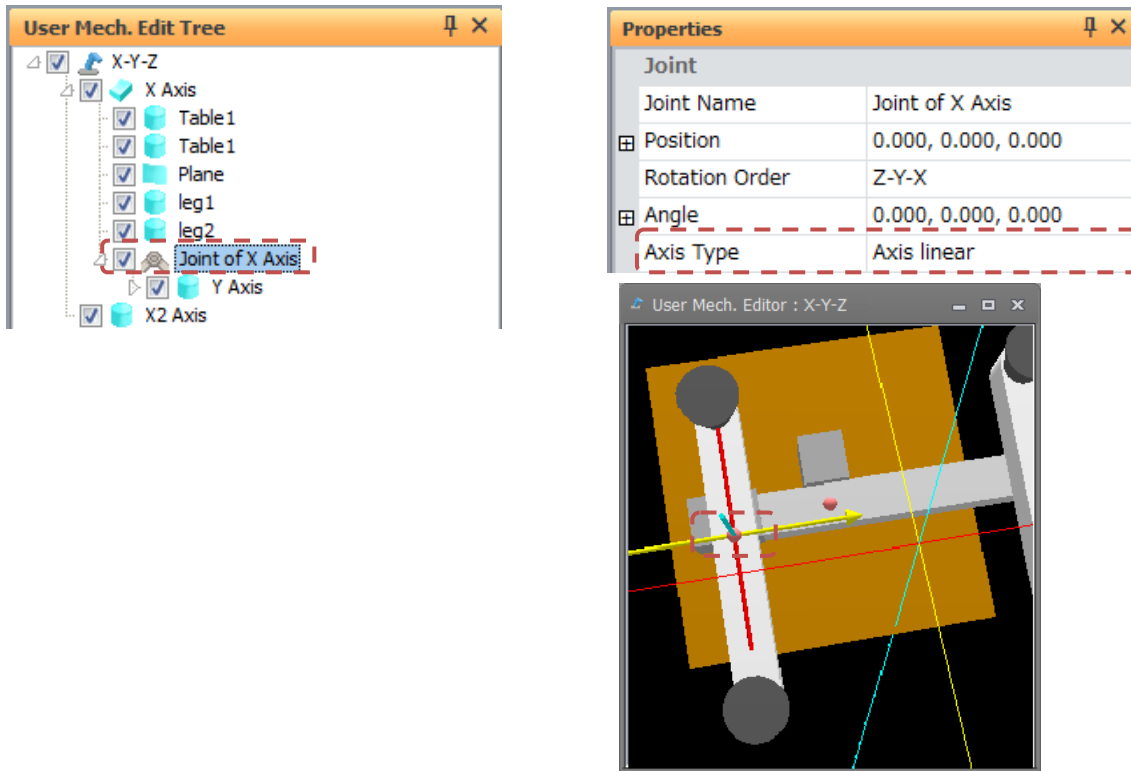 User Mech. Edit Tree
X-Y-Z
X Axis
Table1
Table1
Plane
leg1
leg2
Joint of X Axis
Y Axis
X2 Axis
Properties
Joint
Joint Name Joint of X Axis
Position 0.000, 0.000, 0.000
Rotation Order Z-Y-X
Angle 0.000, 0.000, 0.000
Axis Type Axis linear
User Mech. Editor : X-Y-Z